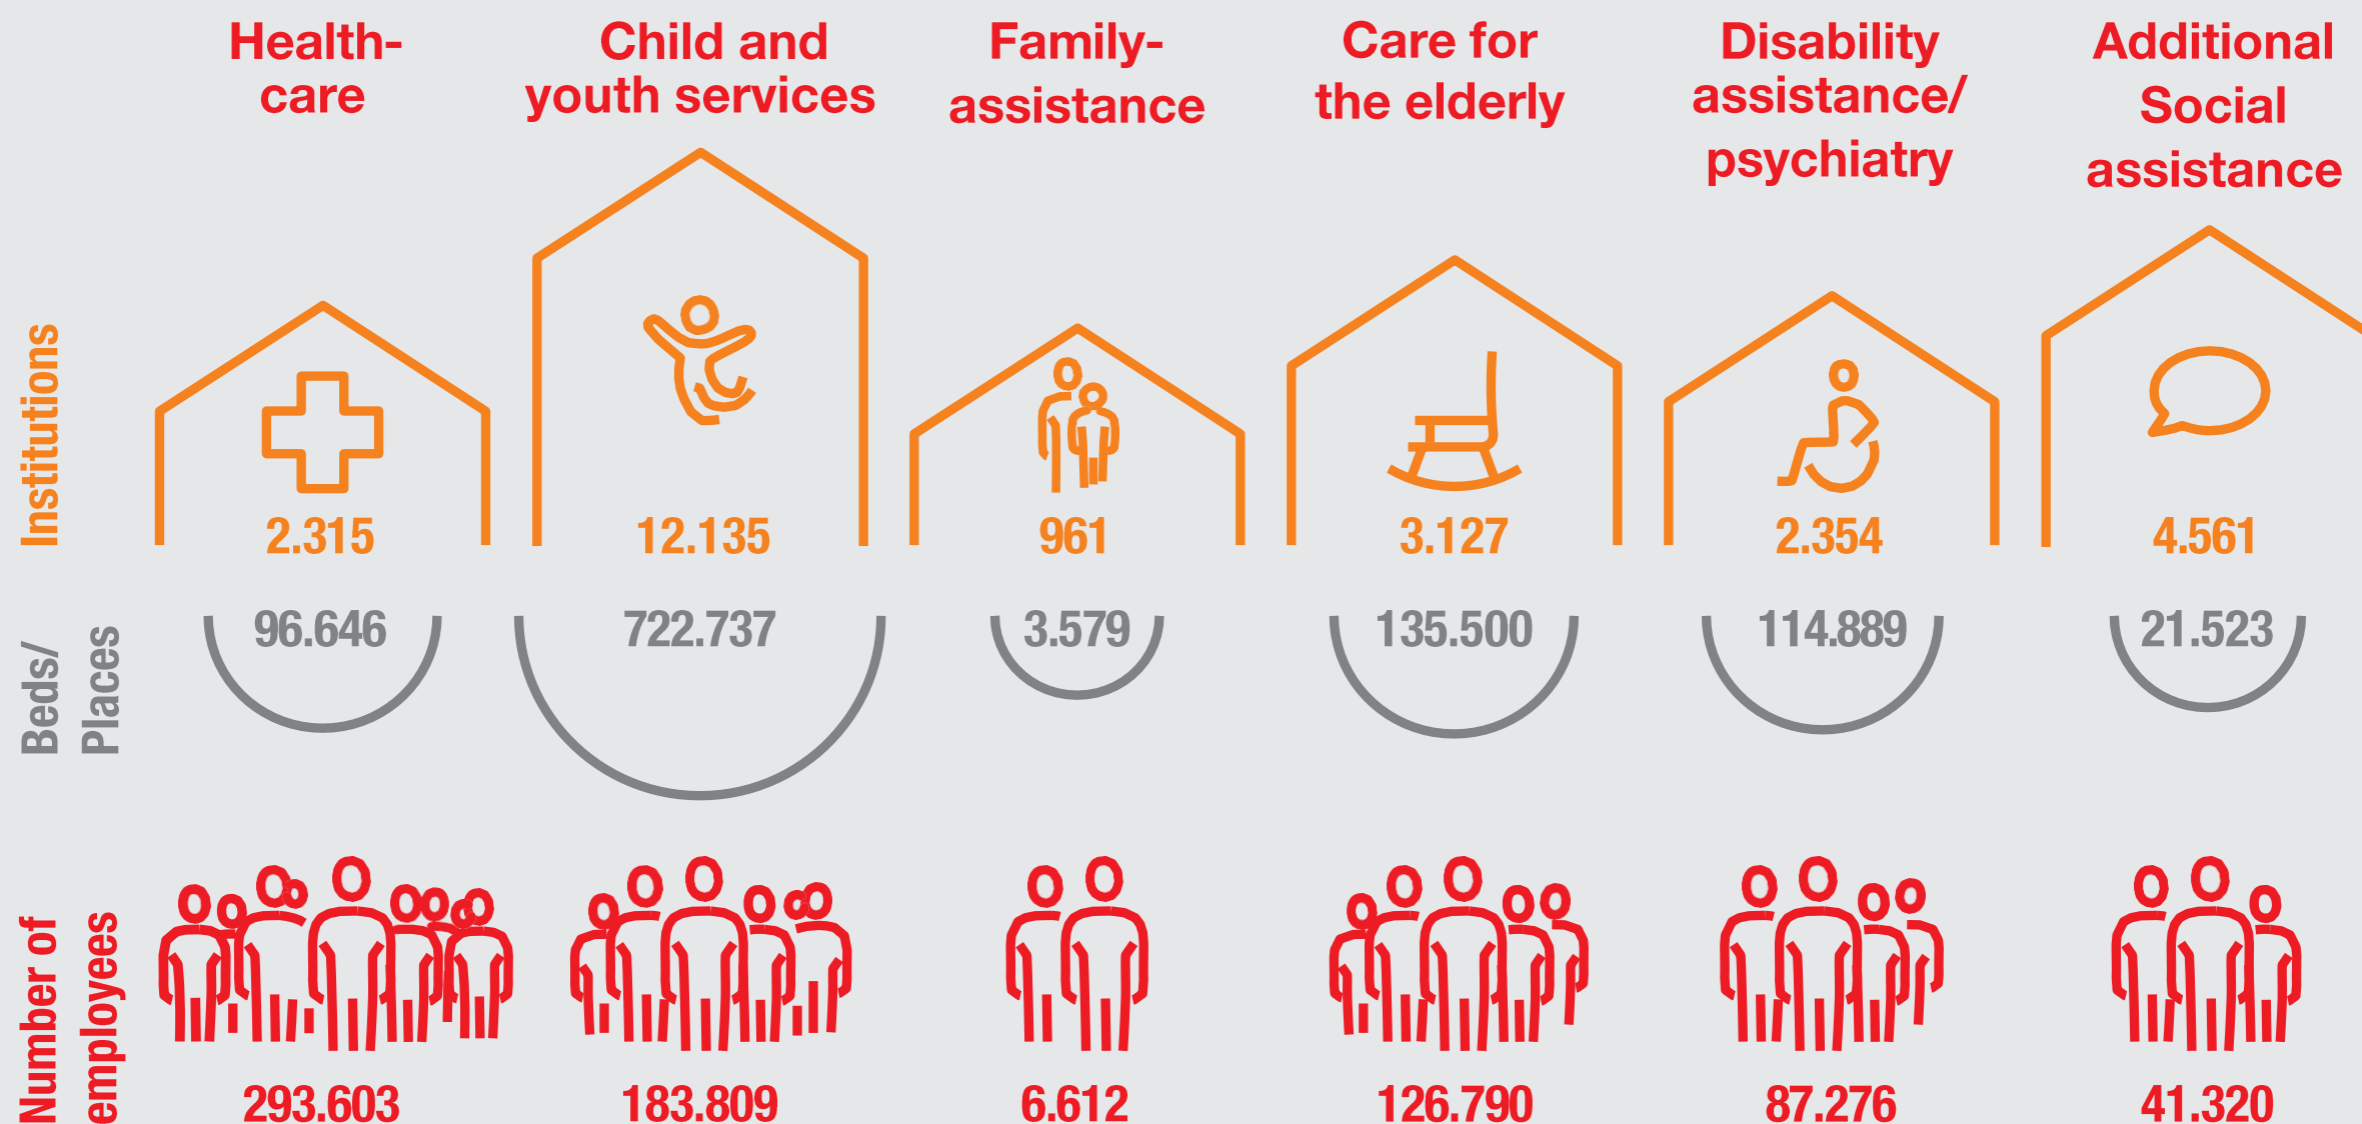 Health-
care
Child and
youth services
Family-
assistance
Care for
the elderly
Disability
assistance/
psychiatry
Additional
Social
assistance
Institutions
2.315
12.135
961
3.127
2.354
4.561
Beds/
Places
96.646
722.737
3.579
135.500
114.889
21.523
Number of
employees
293.603
183.809
6.612
126.790
87.276
41.320